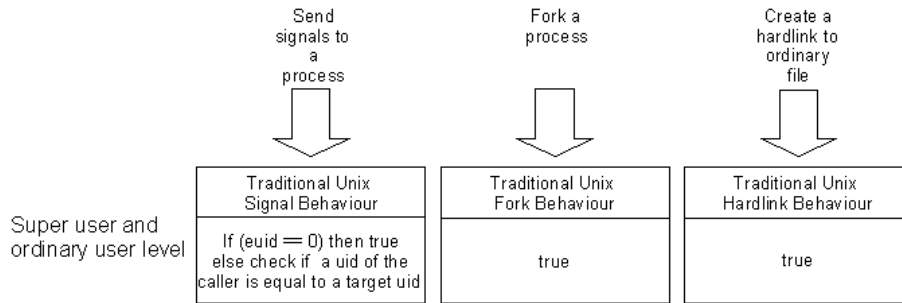 Send
signals to
a
process
Fork a
process
Create a
hardlink to
ordinary
file
Super user and
ordinary user level
Traditional Unix
Signal Behaviour
If (euid == 0) then true
else check if a uid of the
caller is equal to a target uid
Traditional Unix
Fork Behaviour
true
Traditional Unix
Hardlink Behaviour
true